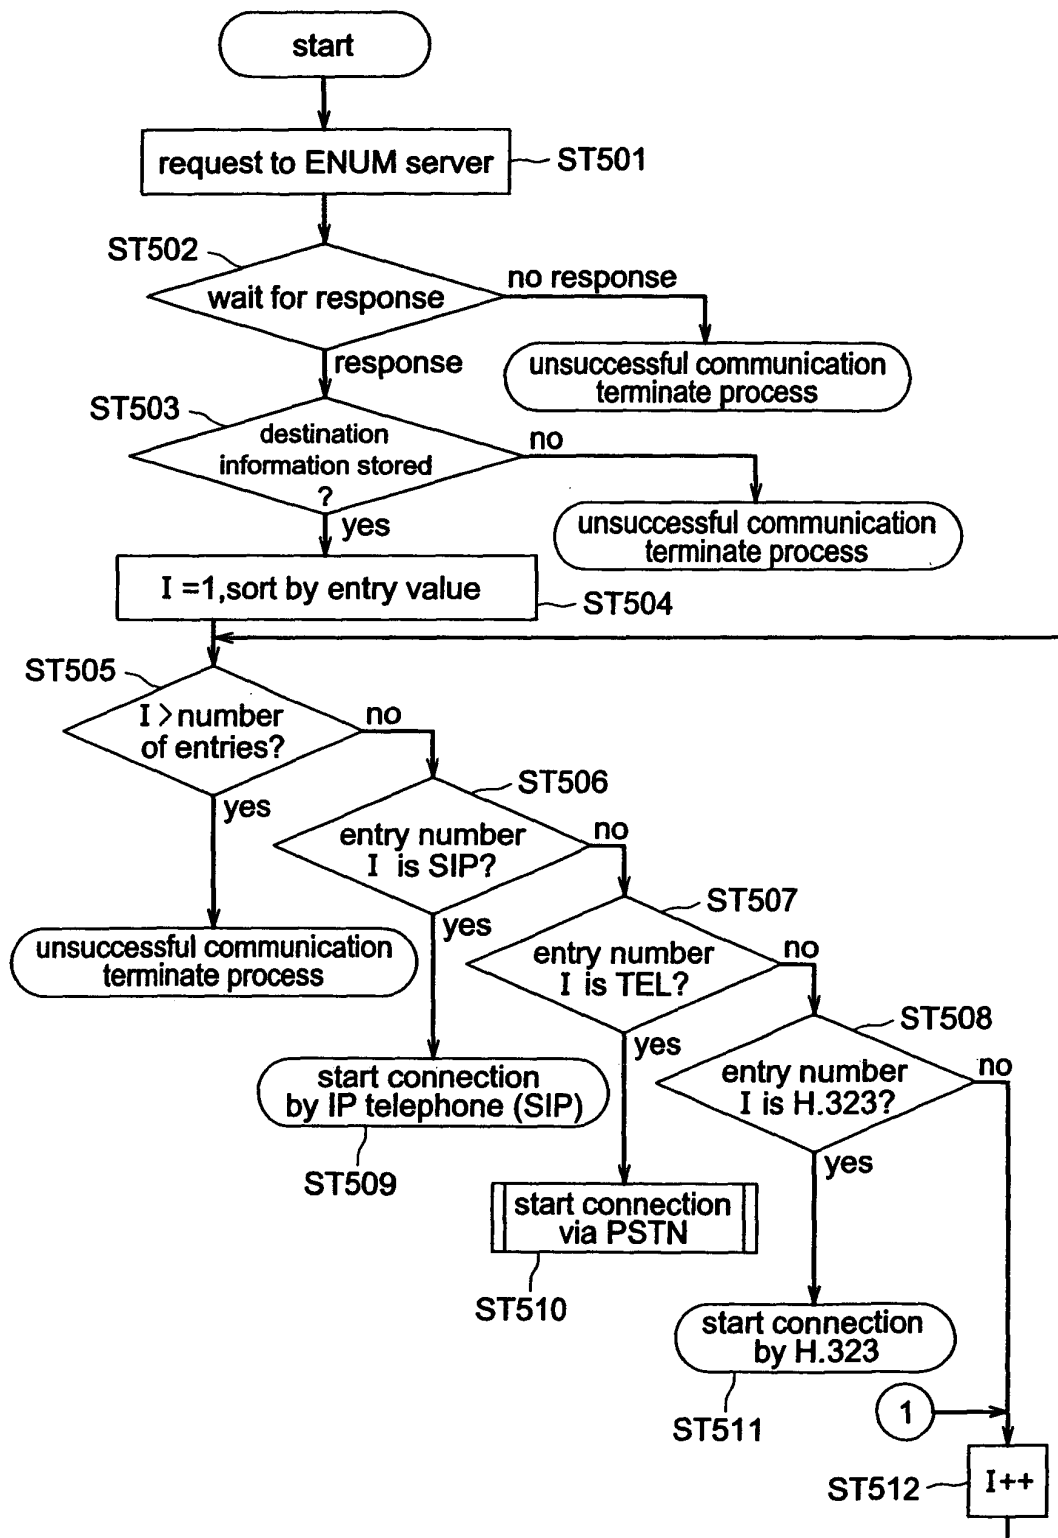 start
request to ENUM server
ST501
ST502
wait for response
no response
response
unsuccessful communication
terminate process
ST503
destination
information stored
?
no
yes
unsuccessful communication
terminate process
I =1,sort by entry value
ST504
ST505
I >number
of entries?
no
yes
ST506
entry number
I is SIP?
no
yes
ST507
unsuccessful communication
terminate process
entry number
I is TEL?
no
yes
ST508
start connection
by IP telephone (SIP)
ST509
entry number
I is H.323?
no
yes
start connection
via PSTN
ST510
start connection
by H.323
ST511
1
ST512
I++